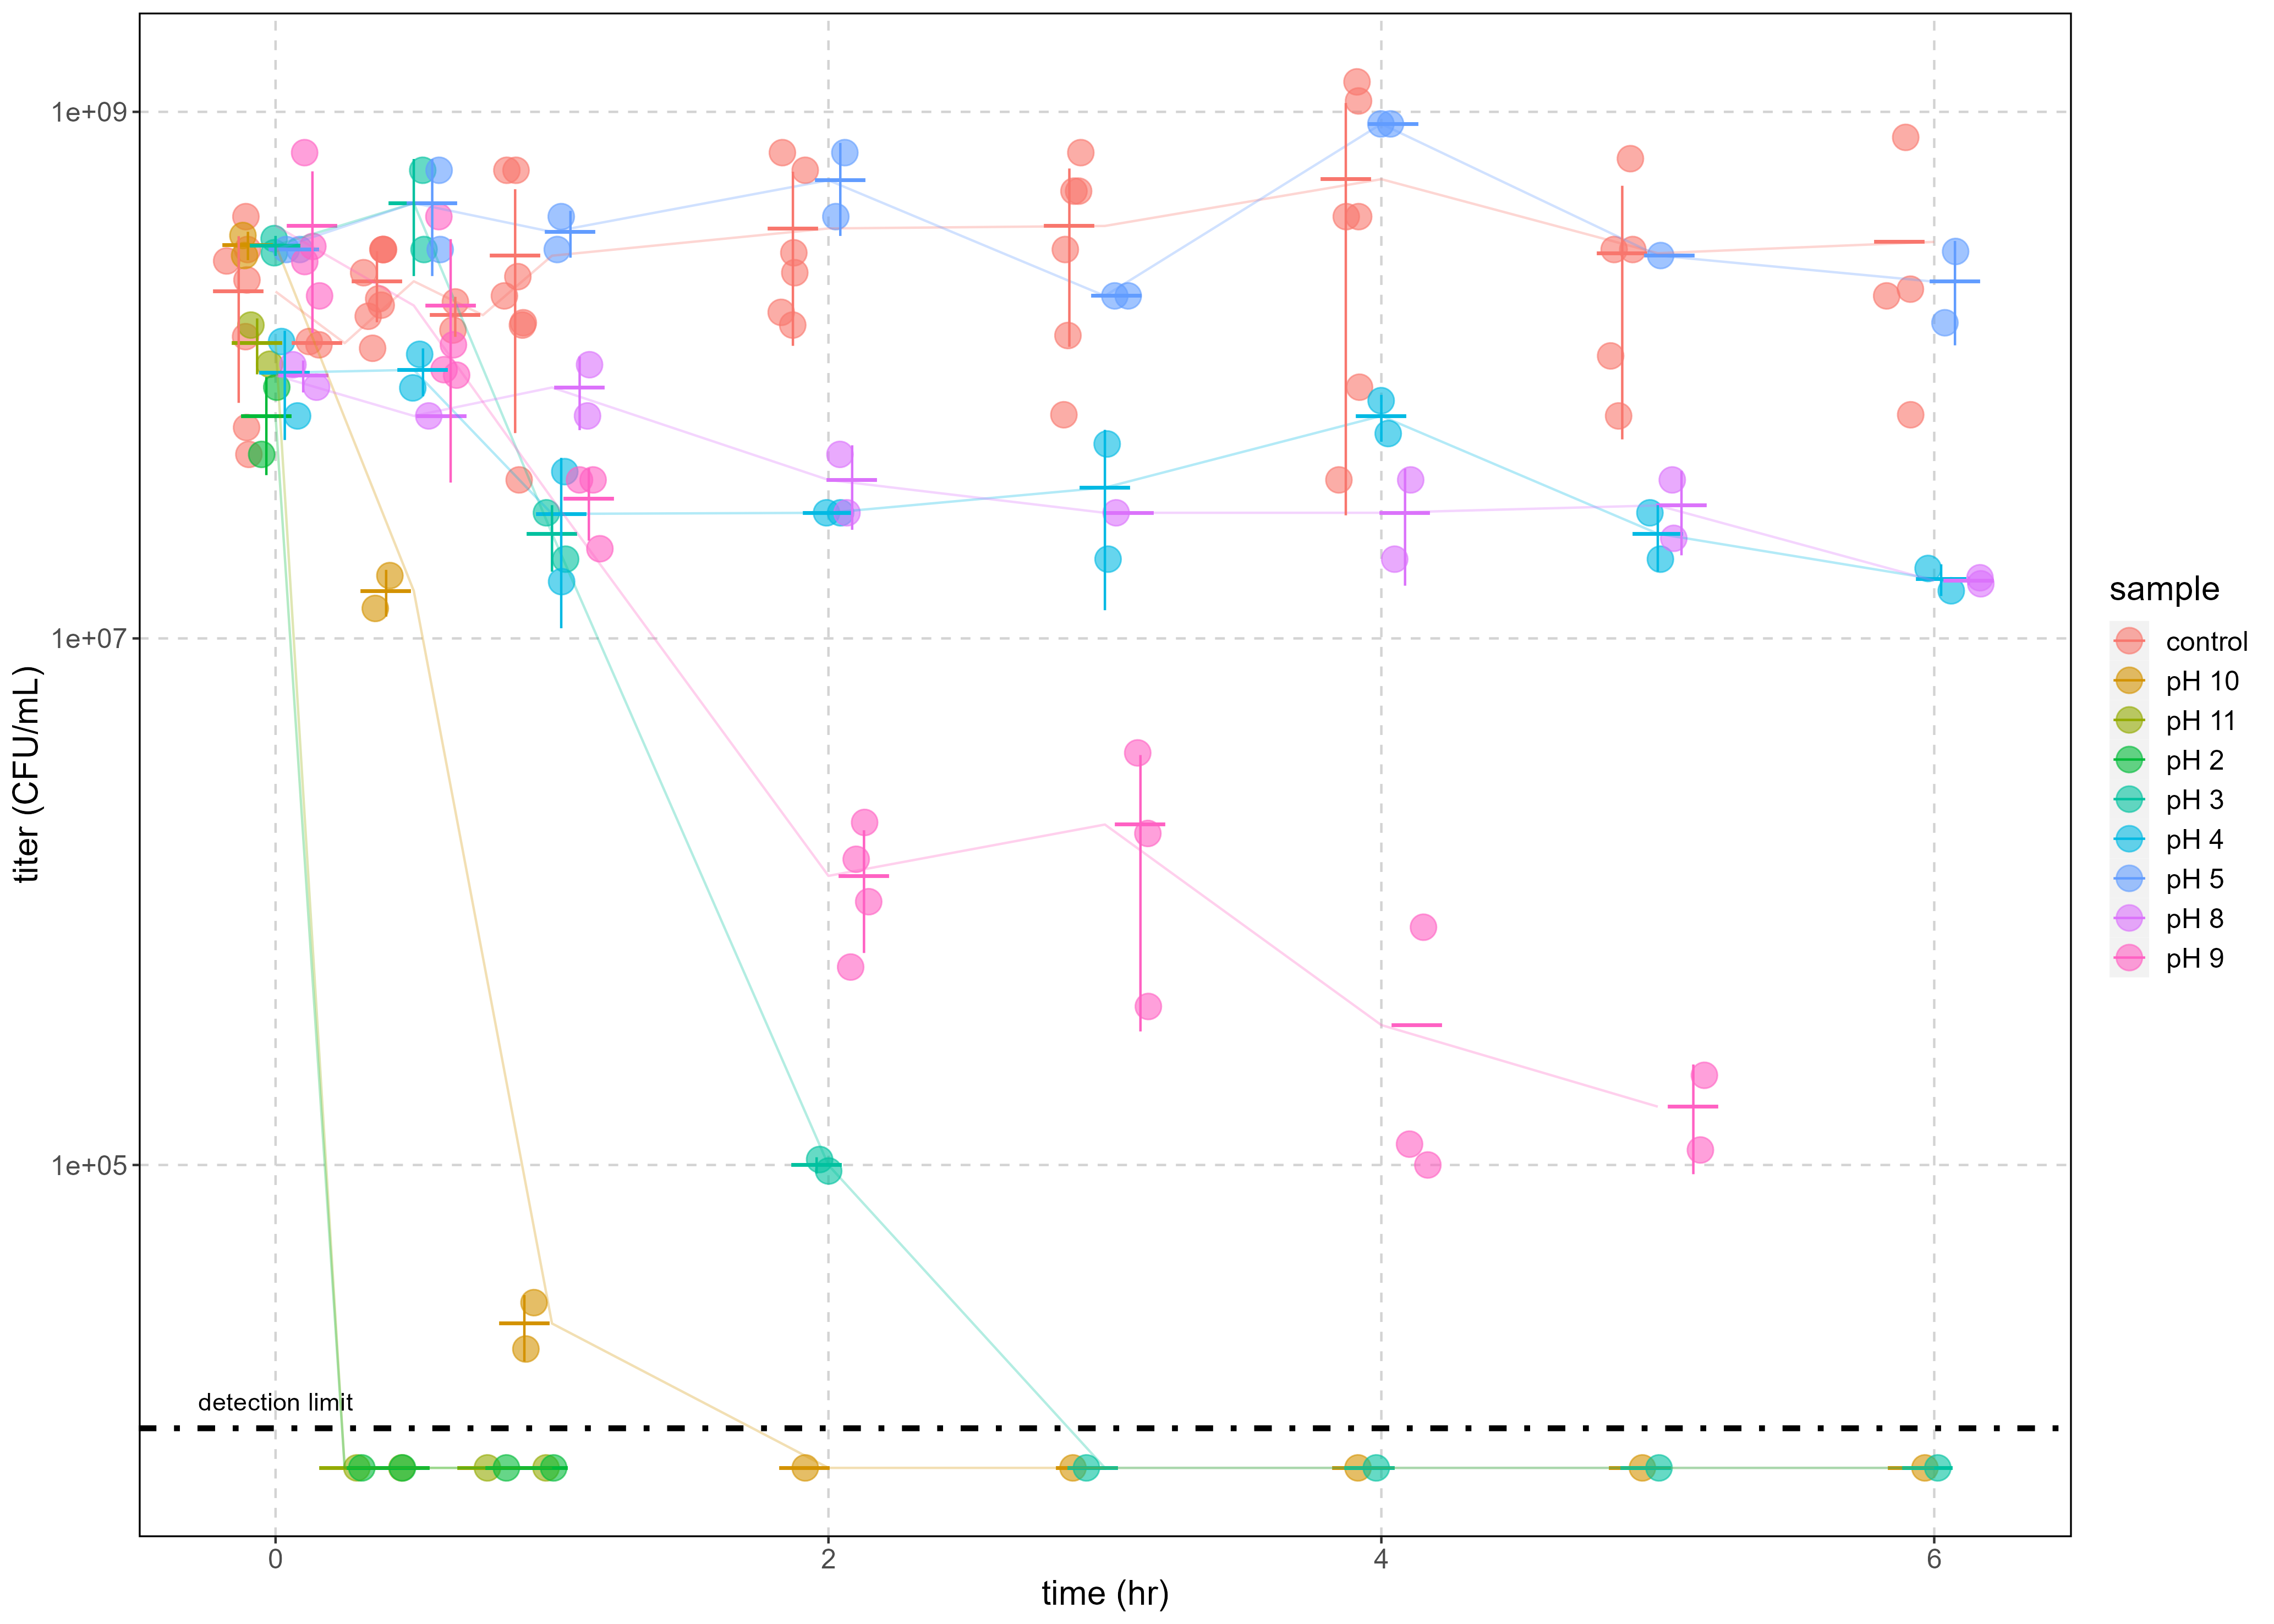 1e+09
1e+07
1e+05
titer (CFU/mL)
detection limit
0
2
4
6
time (hr)
sample
control
pH 10
pH 11
pH 2
pH 3
pH 4
pH 5
pH 8
pH 9